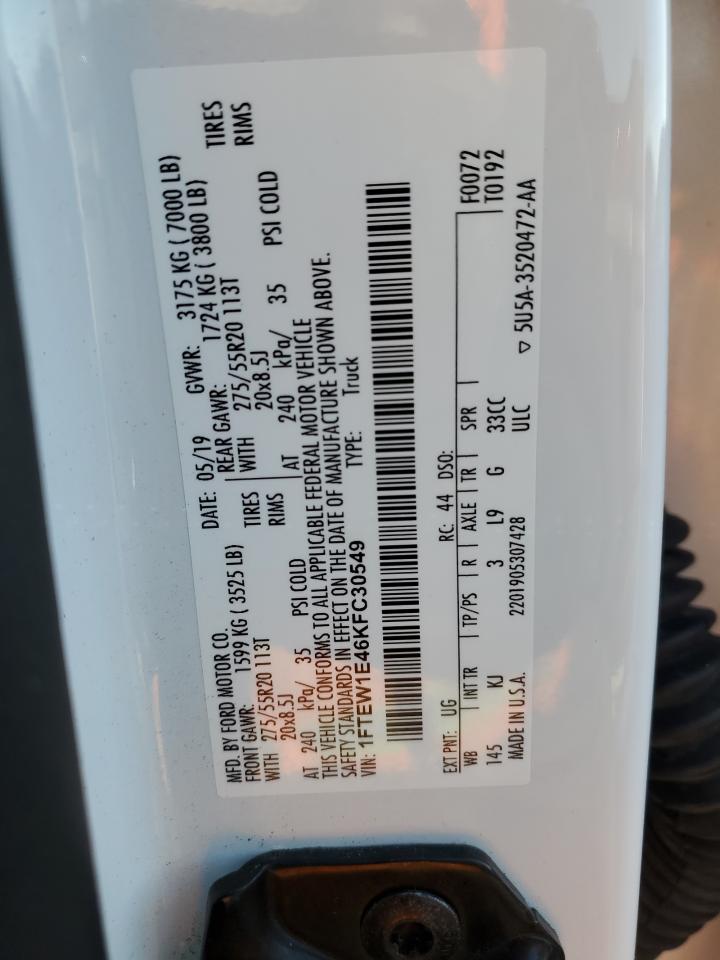 MFD. BY FORD MOTOR CO.
DATE: 05/19 GVWR: 3175 KG ( 7000 LB)
FRONT GAWR: 1599 KG ( 3525 LB)
REAR GAWR: 1724 KG ( 3800 LB)
WITH 275/55R20 113T TIRES
WITH 275/55R20 113T TIRES
20x8.5J RIMS
20x8.5J RIMS
AT 240 kPa/ 35 PSI COLD
AT 240 kPa/ 35 PSI COLD
THIS VEHICLE CONFORMS TO ALL APPLICABLE FEDERAL MOTOR VEHICLE
SAFETY STANDARDS IN EFFECT ON THE DATE OF MANUFACTURE SHOWN ABOVE.
VIN: 1FTEW1E46KFC30549 TYPE: Truck
EXT PNT: UG RC: 44 DSO: F0072
WB INT TR TP/PS R AXLE TR SPR T0192
145 KJ 3 L9 G 33CC
MADE IN U.S.A. 2201905307428 ULC
▽ 5U5A-3520472-AA